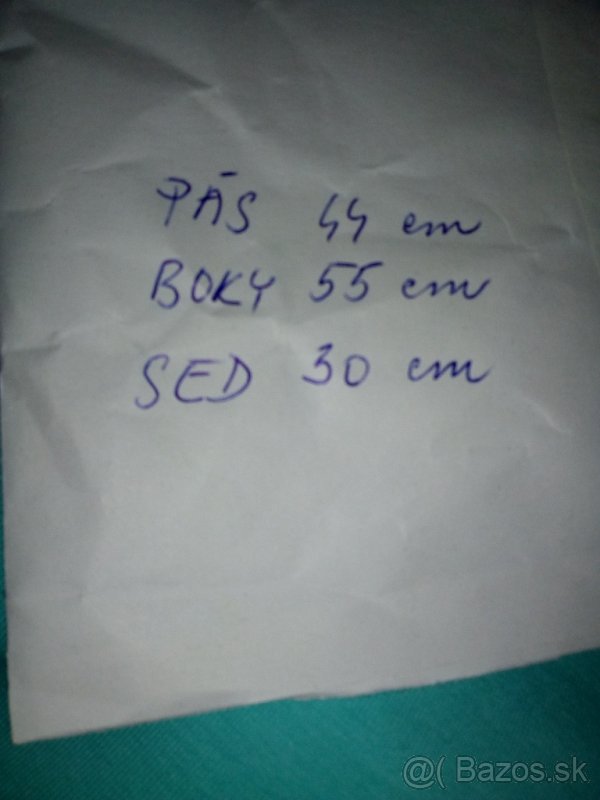 PÁS 44 cm
BOKY 55 cm
SED 30 cm
@( Bazos.sk